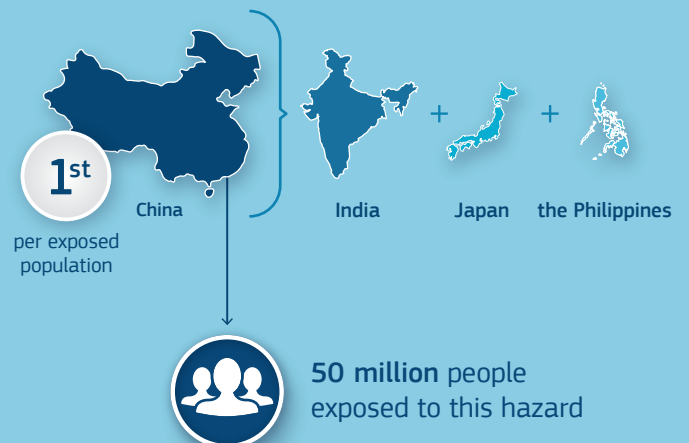 1st
per exposed
population
China
India
+
Japan
+
the Philippines
50 million people
exposed to this hazard